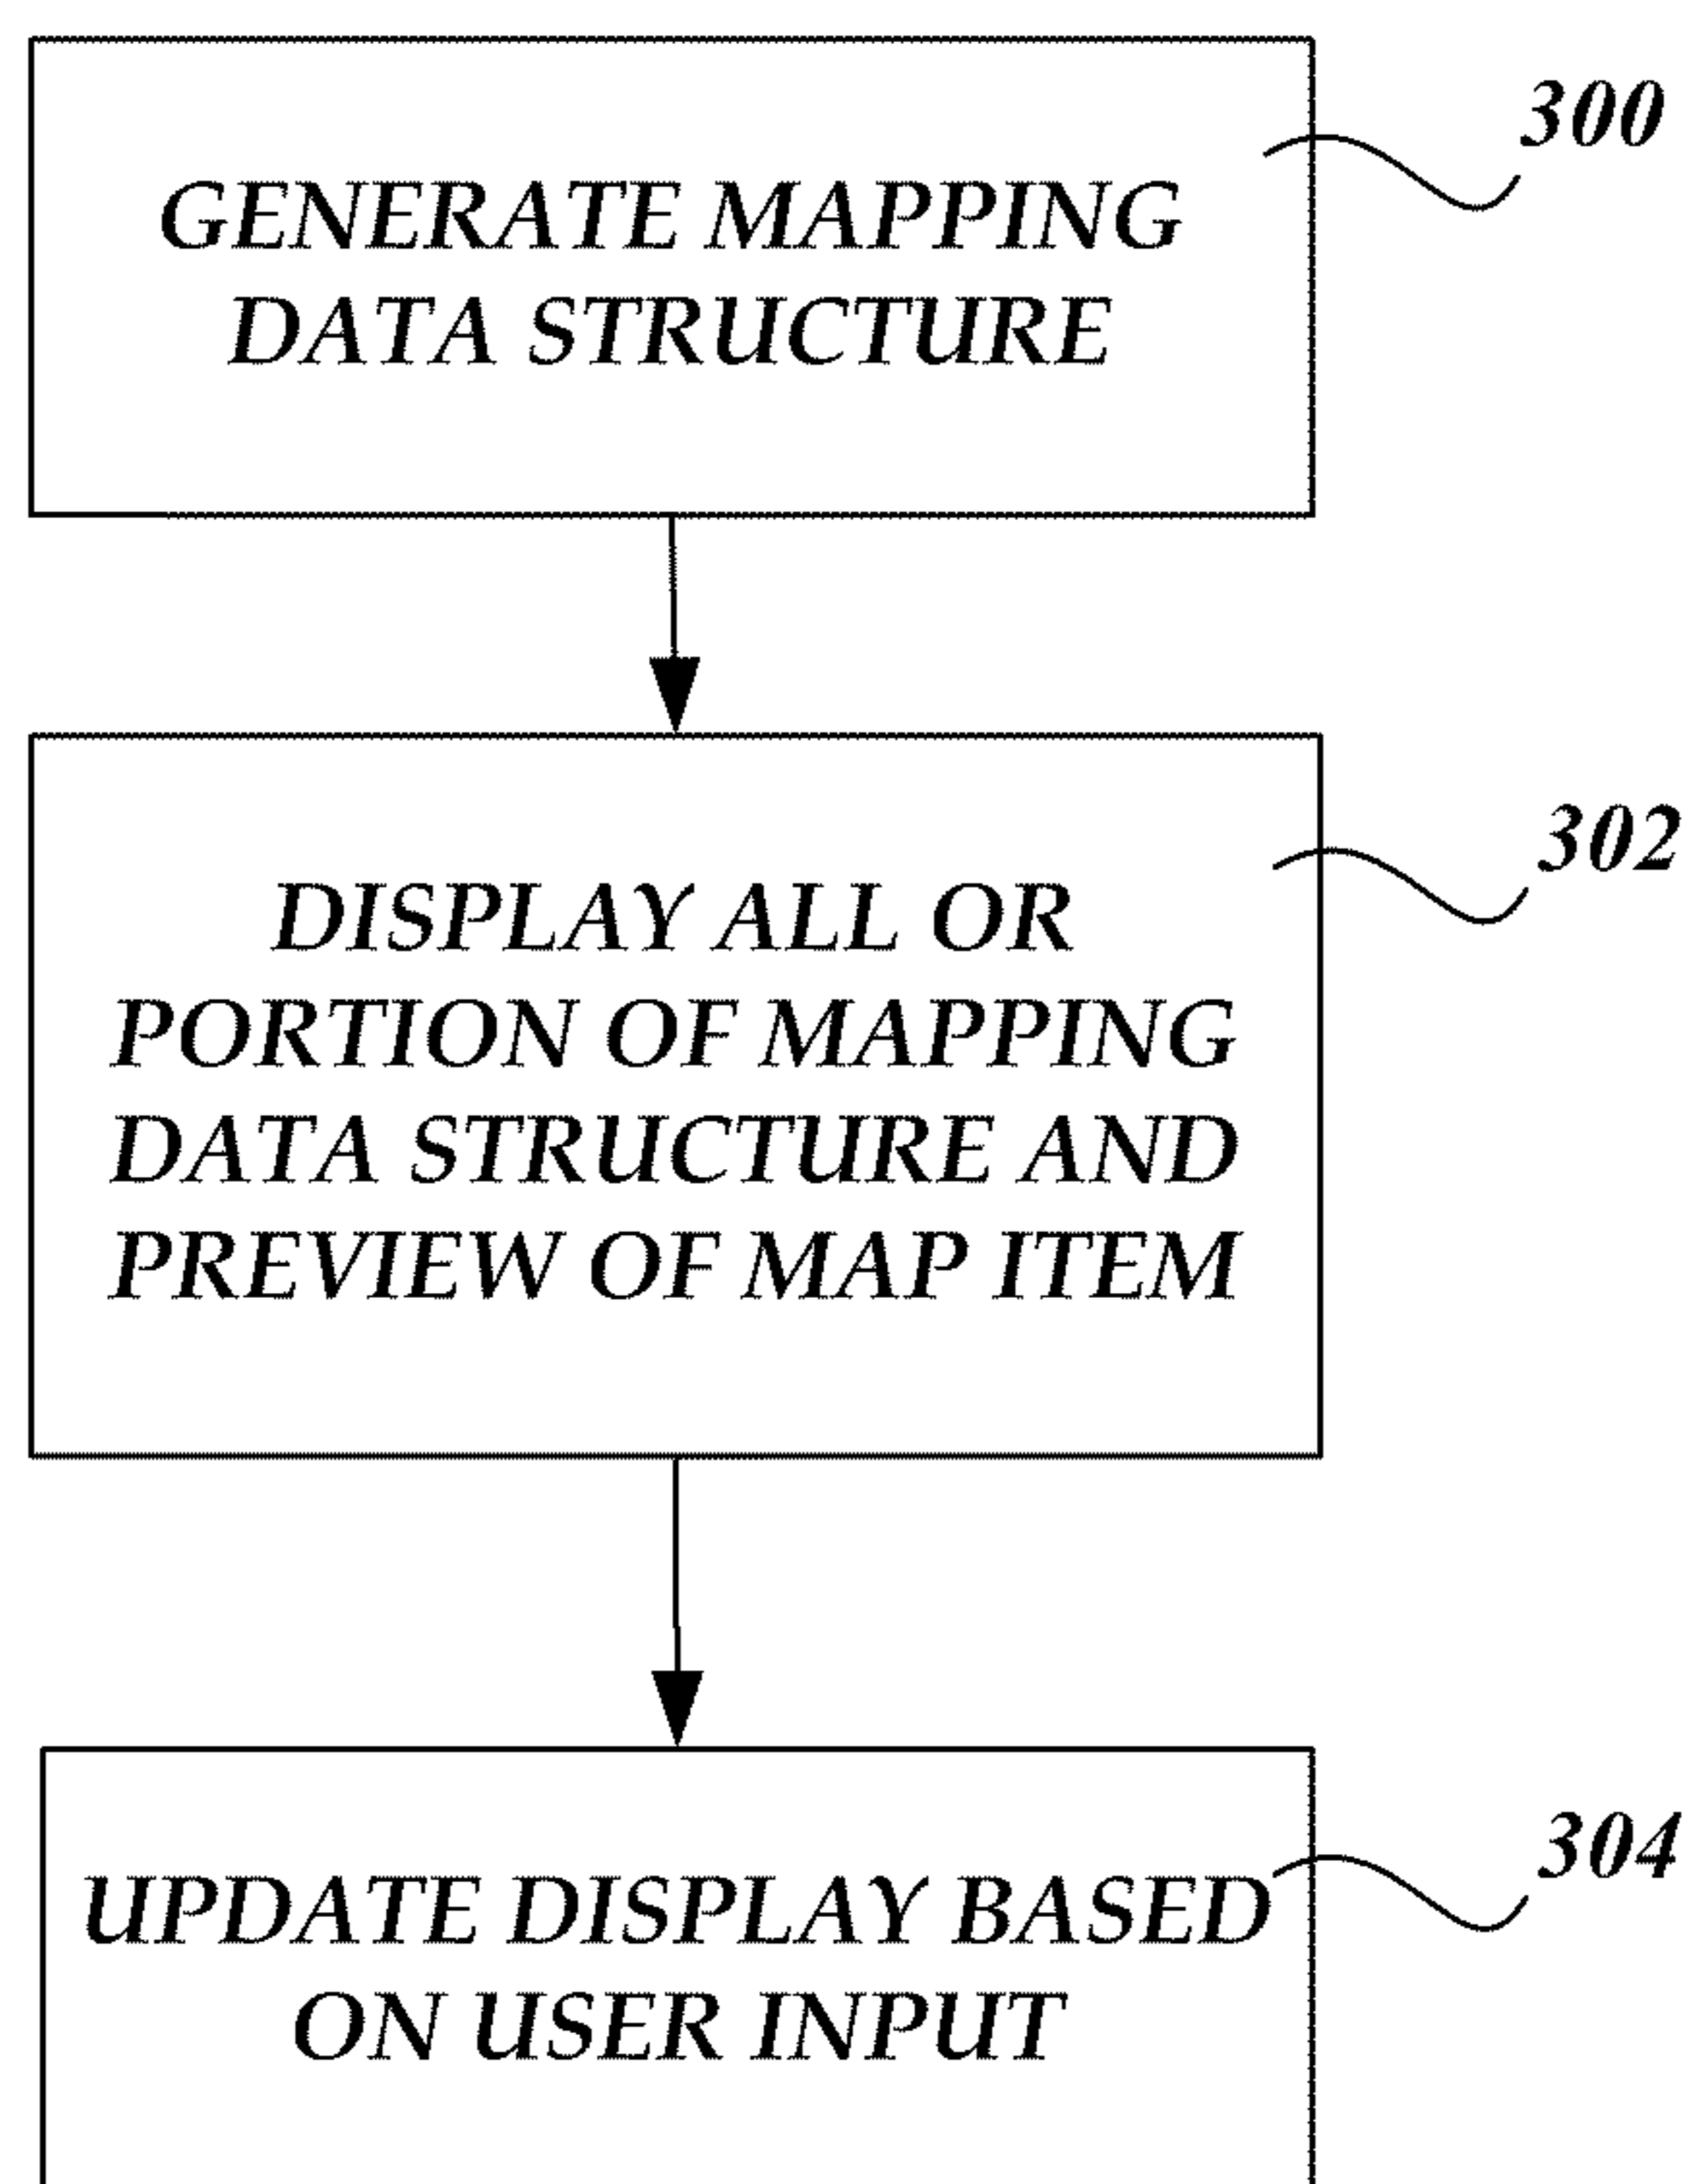 300
GENERATE MAPPING
DATA STRUCTURE
302
DISPLAY ALL OR
PORTION OF MAPPING
DATA STRUCTURE AND
PREVIEW OF MAP ITEM
304
UPDATE DISPLAY BASED
ON USER INPUT